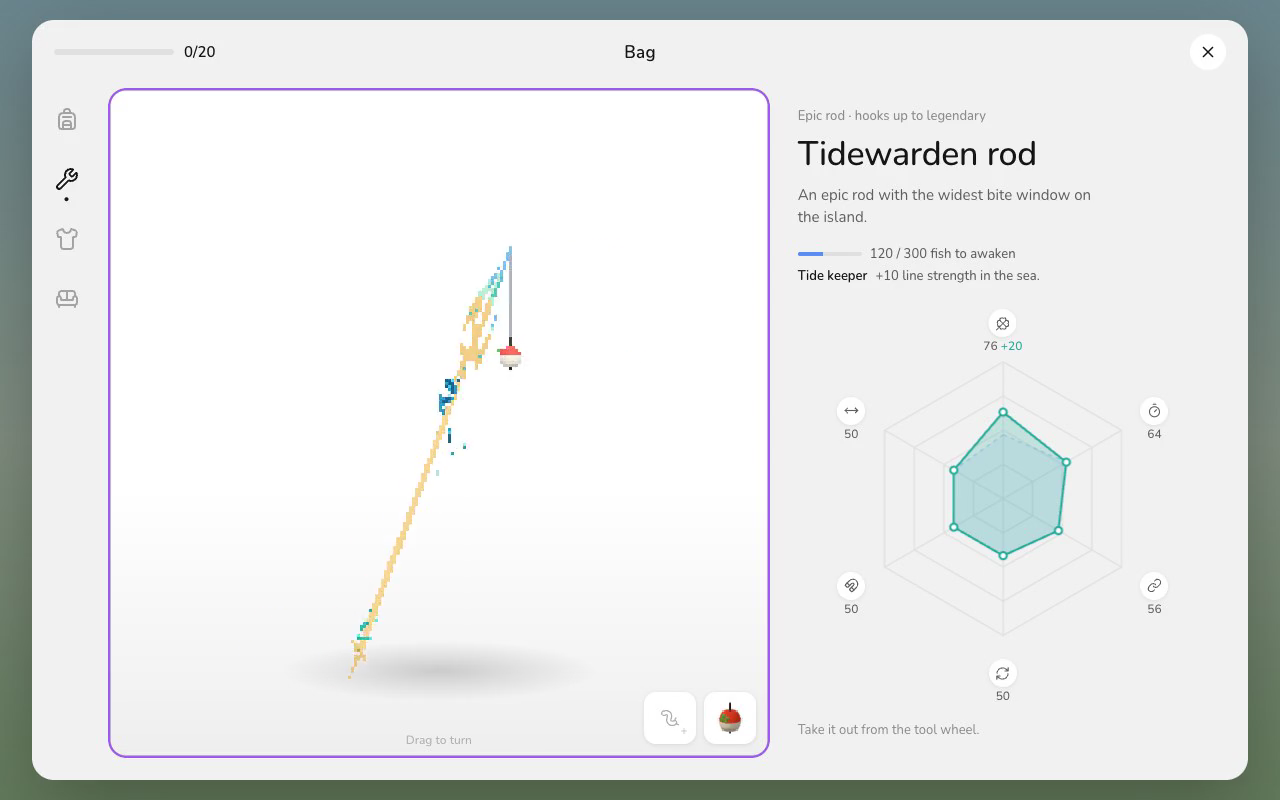 0/20
Bag
Epic rod · hooks up to legendary
Tidewarden rod
An epic rod with the widest bite window on
the island.
120 / 300 fish to awaken
Tide keeper +10 line strength in the sea.
76 +20
50
64
50
56
50
Take it out from the tool wheel.
Drag to turn